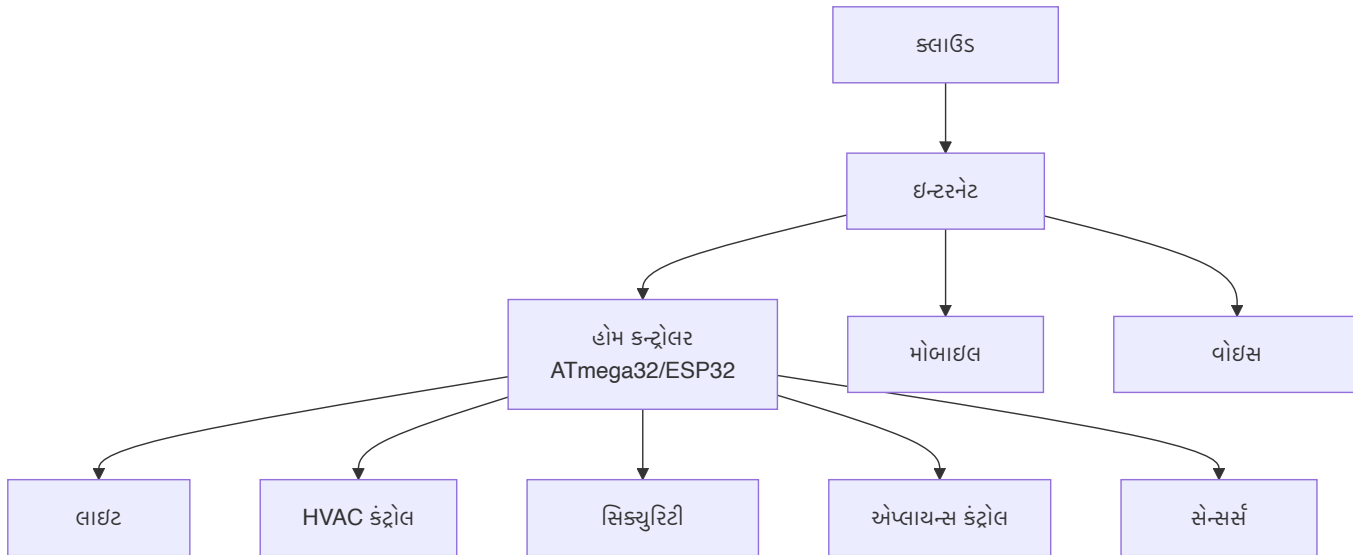 ક્લાઉડ
ઇન્ટરનેટ
હોમ કન્ટ્રોલર
ATmega32/ESP32
મોબાઇલ
વોઇસ
લાઇટ
HVAC કંટ્રોલ
સિક્યુરિટી
એપ્લાયન્સ કંટ્રોલ
સેન્સર્સ